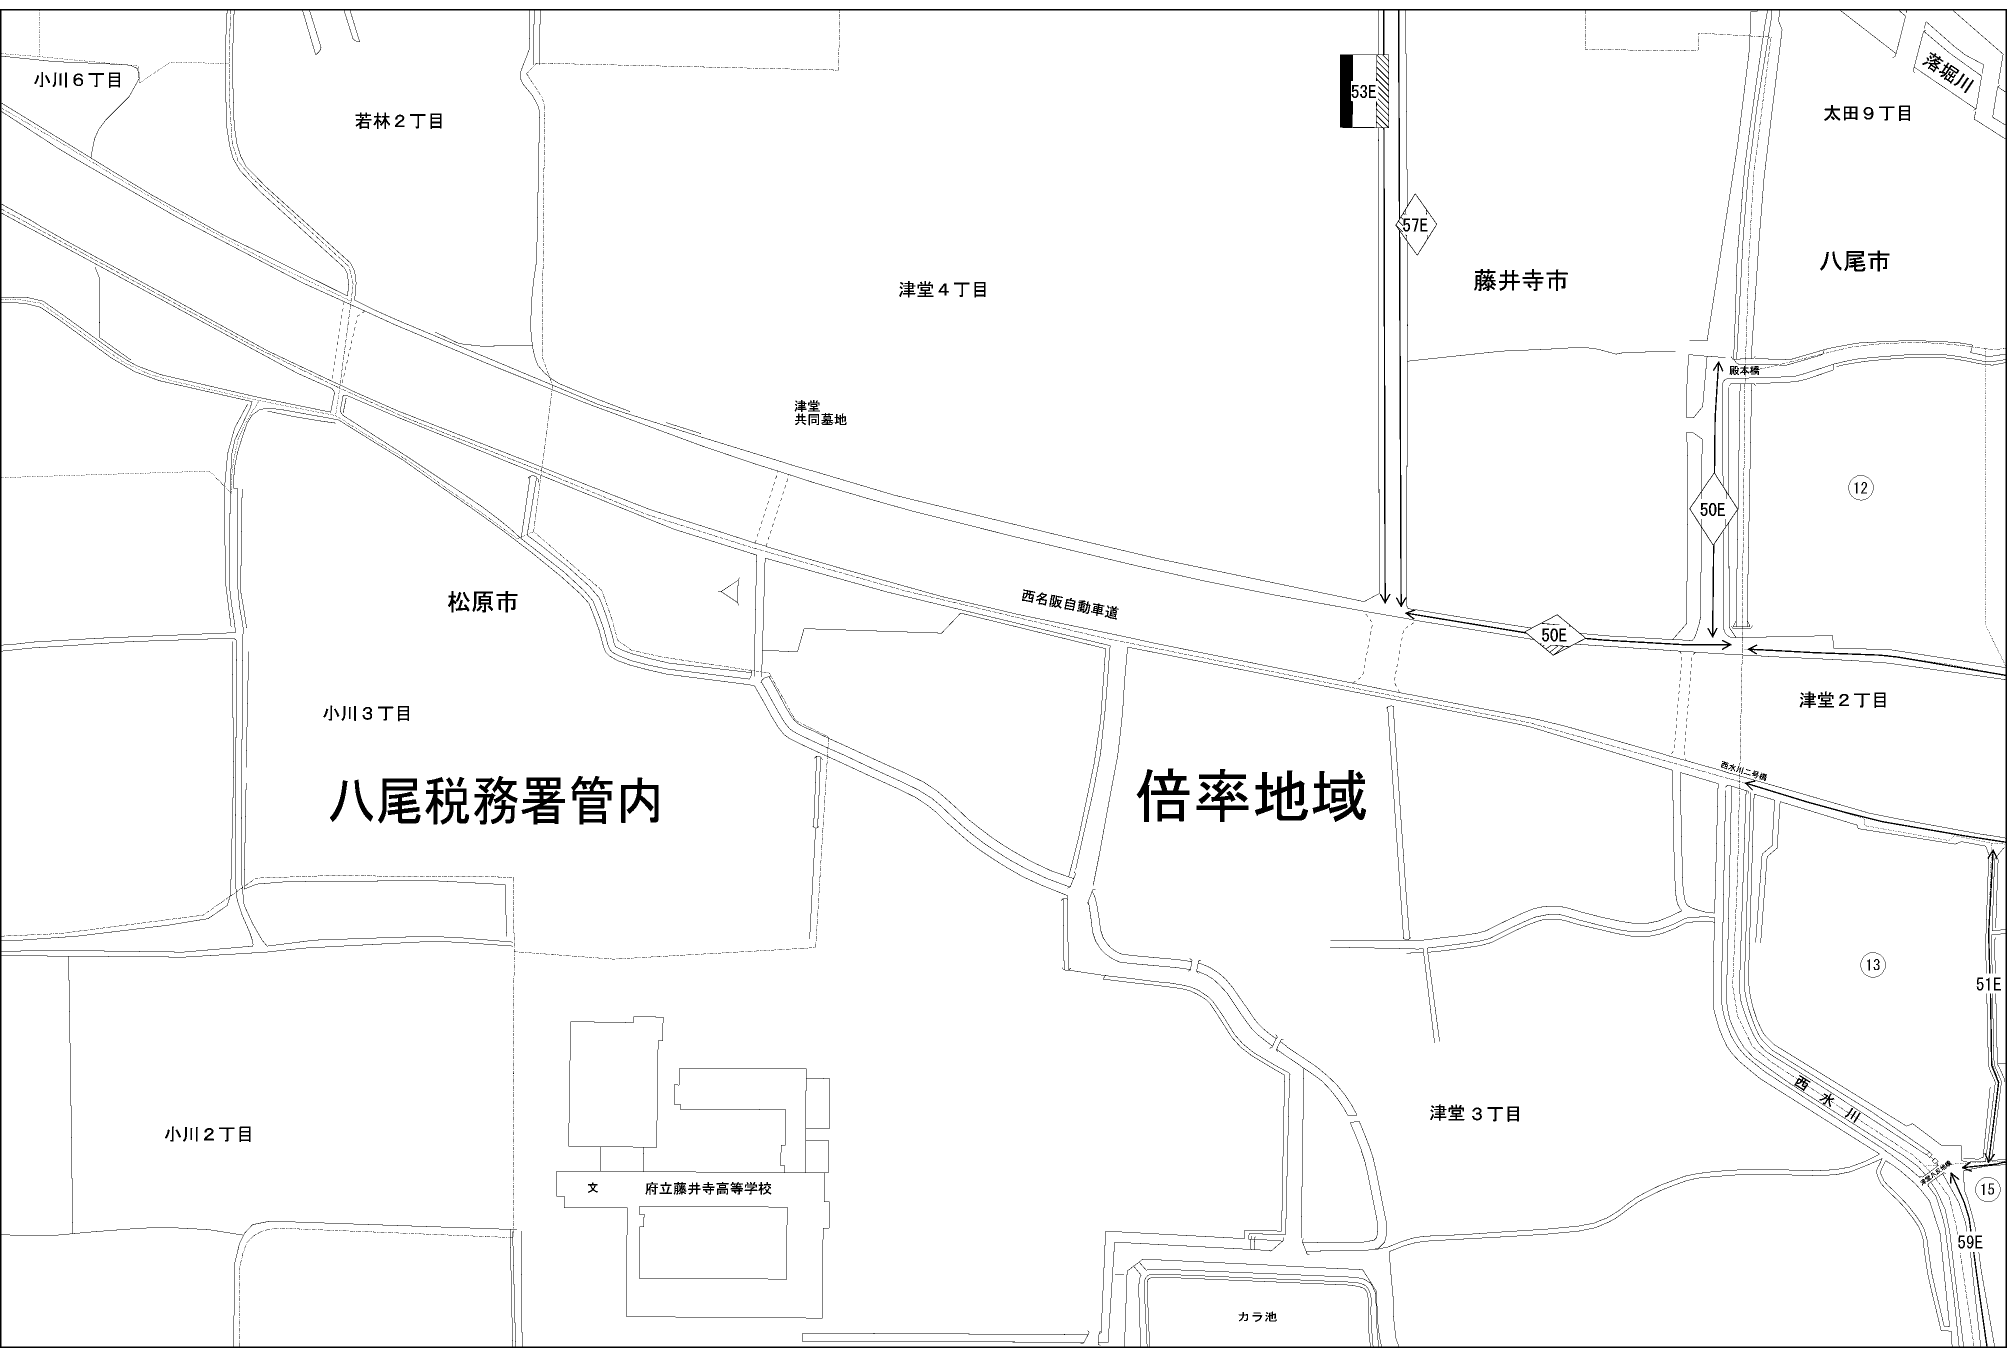 小川６丁目
若林２丁目
53E
落堀川
太田９丁目
57E
八尾市
藤井寺市
津堂４丁目
殿本橋
津堂
共同墓地
12
50E
松原市
西名阪自動車道
50E
小川３丁目
津堂２丁目
西水川二号橋
八尾税務署管内
倍率地域
13
51E
西水川
津堂３丁目
小川２丁目
文
府立藤井寺高等学校
15
59E
カラ池